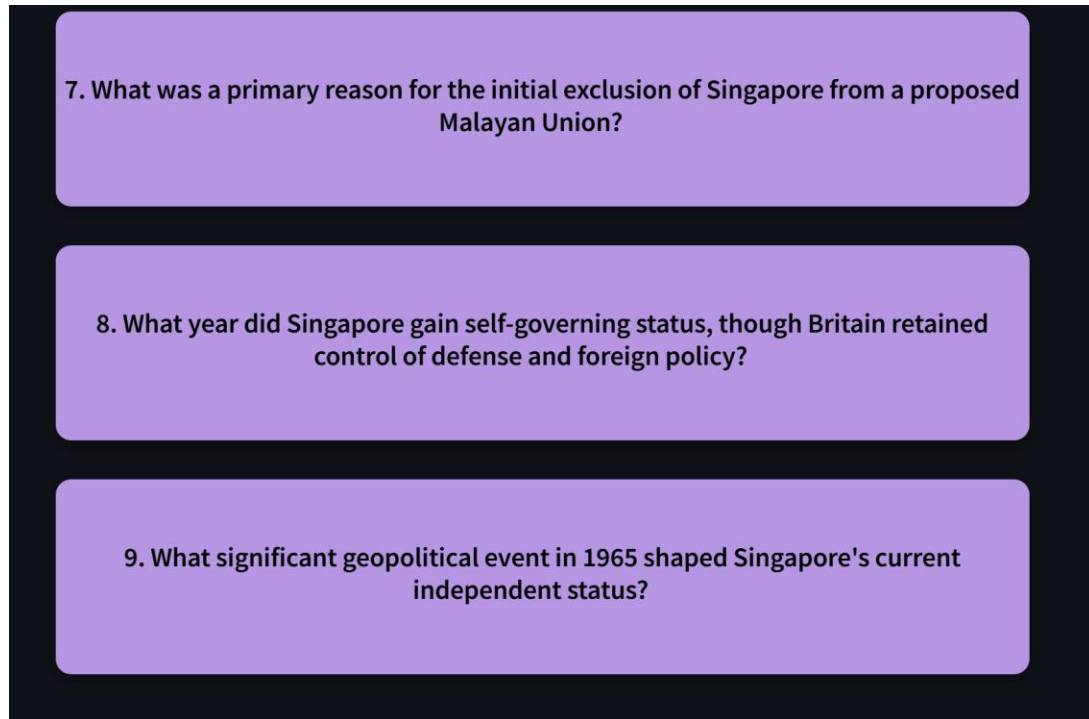 7. What was a primary reason for the initial exclusion of Singapore from a proposed
Malayan Union?
8. What year did Singapore gain self-governing status, though Britain retained
control of defense and foreign policy?
9. What significant geopolitical event in 1965 shaped Singapore's current
independent status?